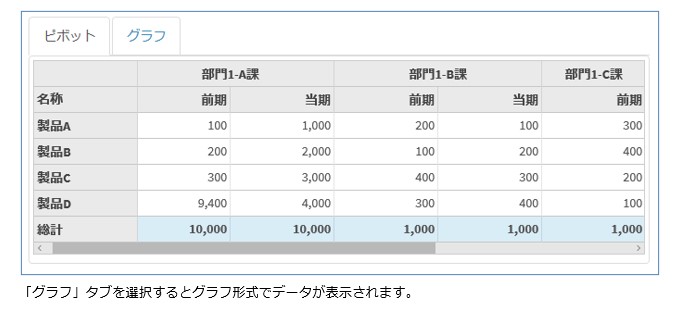 ピボット グラフ
部門1-A課 部門1-B課 部門1-C課
名称 前期 当期 前期 当期 前期
製品A 100 1,000 200 100 300
製品B 200 2,000 100 200 400
製品C 300 3,000 400 300 200
製品D 9,400 4,000 300 400 100
総計 10,000 10,000 1,000 1,000 1,000
「グラフ」タブを選択するとグラフ形式でデータが表示されます。